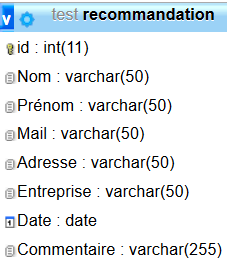 v test recommandation
id : int(11)
Nom : varchar(50)
Prénom : varchar(50)
Mail : varchar(50)
Adresse : varchar(50)
Entreprise : varchar(50)
Date : date
Commentaire : varchar(255)